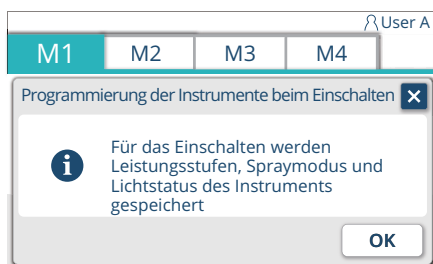 User A
M1 M2 M3 M4
Programmierung der Instrumente beim Einschalten
Für das Einschalten werden
Leistungsstufen, Spraymodus und
Lichtstatus des Instruments
gespeichert
OK